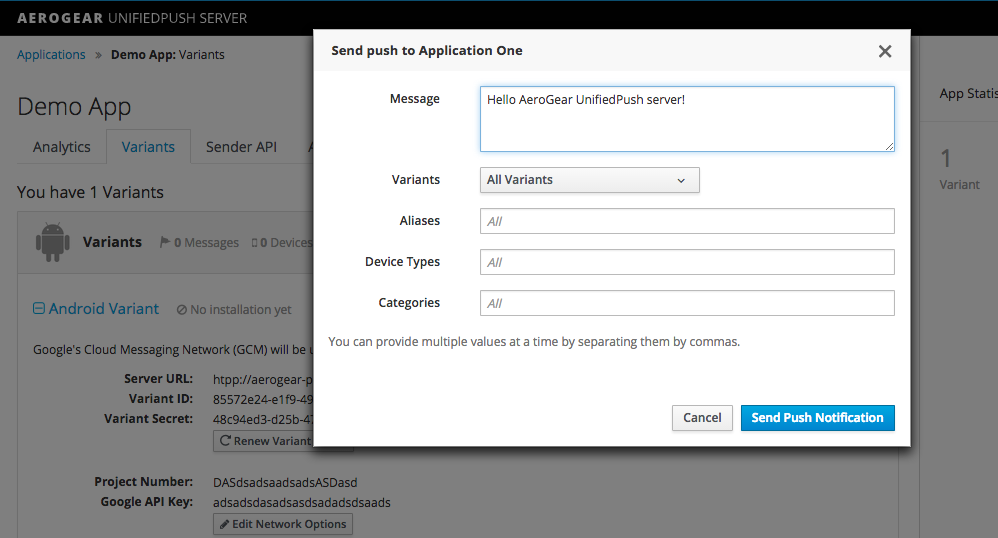 AEROGEAR UNIFIEDPUSH SERVER
Applications » Demo App: Variants
Demo App
Analytics Variants Sender API
You have 1 Variants
Variants 0 Messages 0 Devices
Android Variant No installation yet
Google's Cloud Messaging Network (GCM) will be
Server URL: htpp://aerogear-p
Variant ID: 85572e24-e1f9-49
Variant Secret: 48c94ed3-d25b-47
Renew Variant
Project Number: DASdsadsaadsadsASDasd
Google API Key: adsadsdasadsasdsadadsdsaads
Edit Network Options
Send push to Application One
Message Hello AeroGear UnifiedPush server!
Variants All Variants
Aliases All
Device Types All
Categories All
You can provide multiple values at a time by separating them by commas.
Cancel Send Push Notification
App Statis
1
Variant